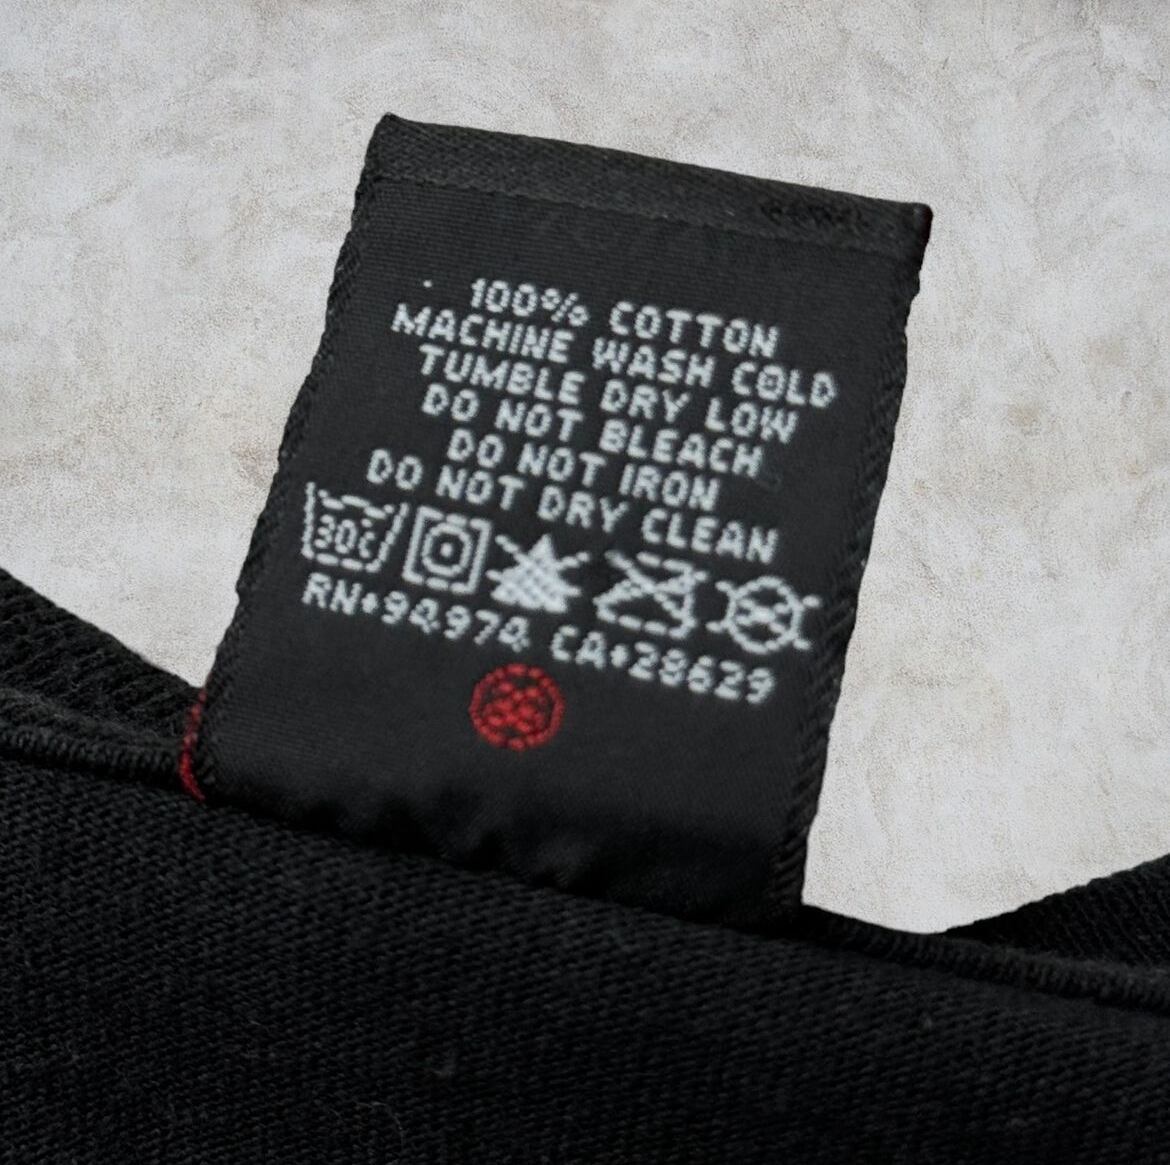 100% COTTON
MACHINE WASH COLD
TUMBLE DRY LOW
DO NOT BLEACH
DO NOT IRON
DO NOT DRY CLEAN
30c
RN•94974 CA•28629